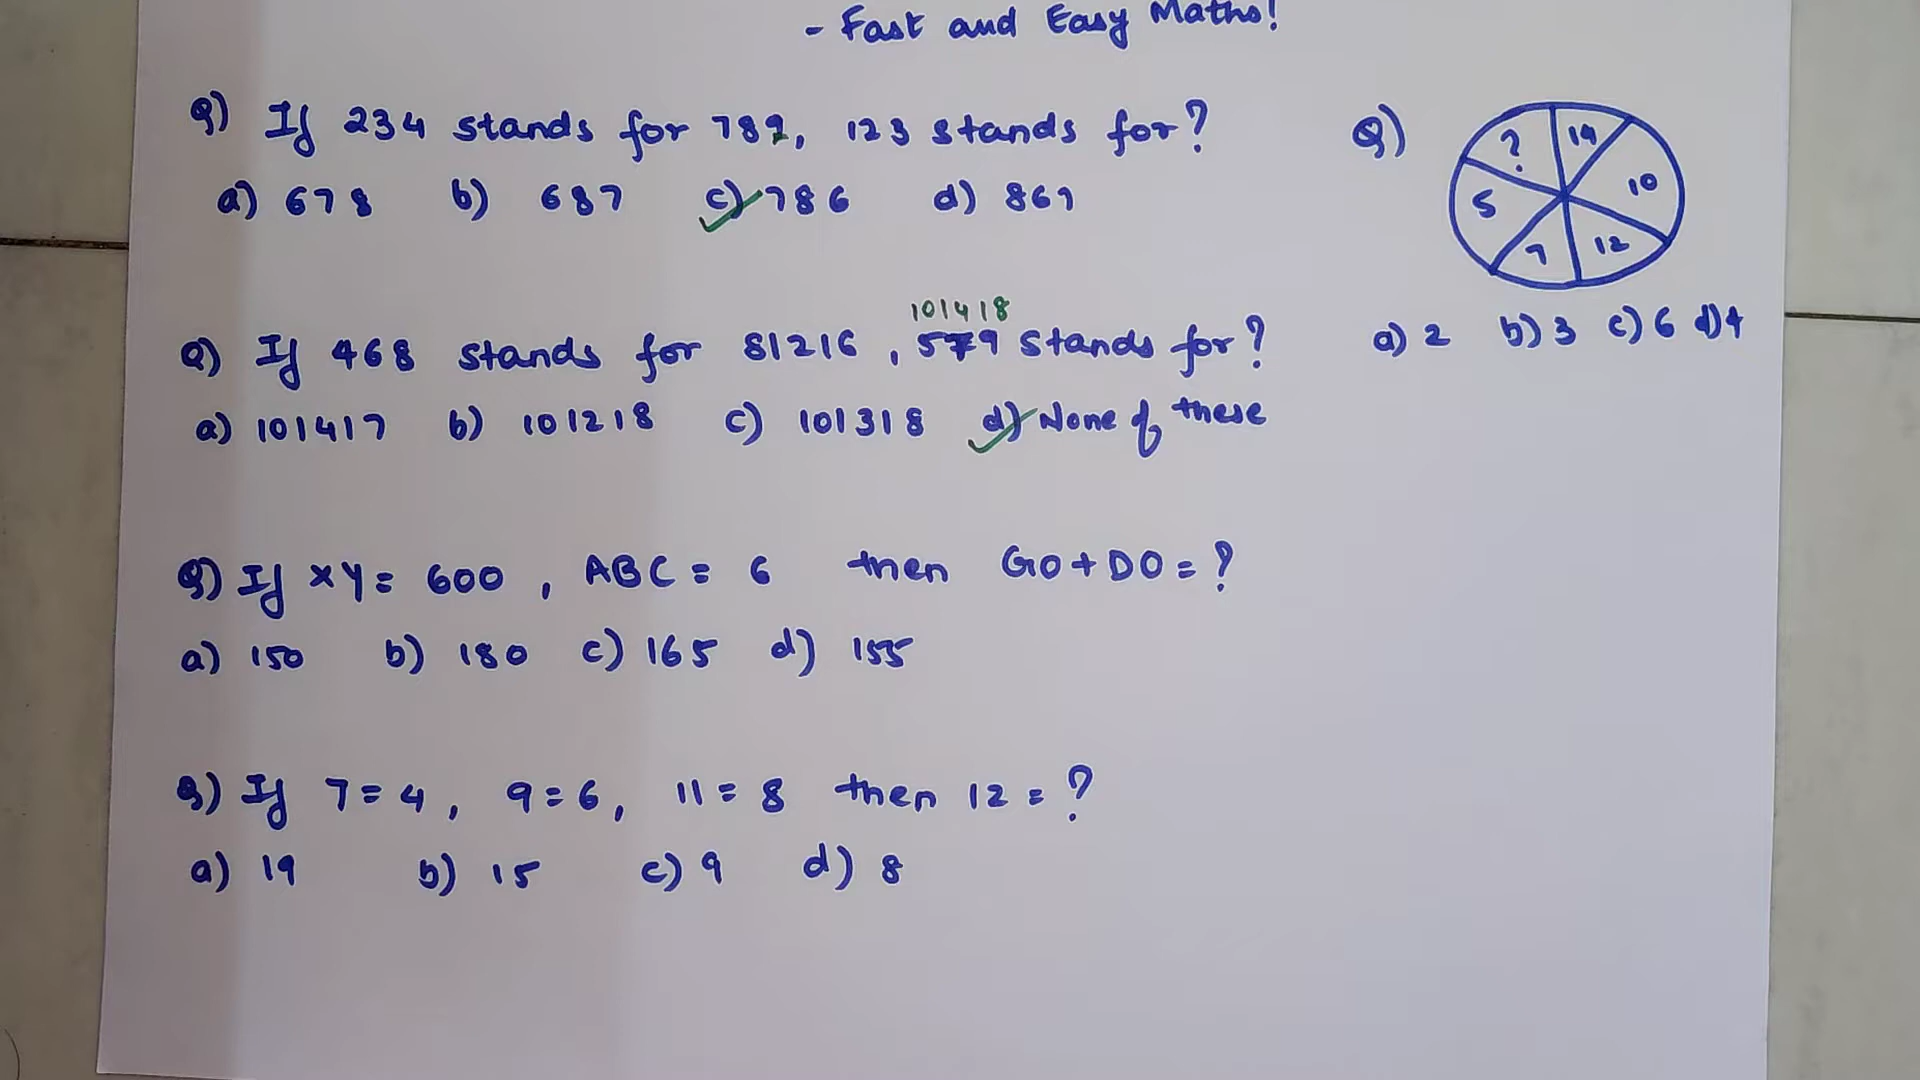 - Fast and Easy Maths!
Q) If 234 stands for 789, 123 stands for?
a) 678 b) 687 c) 786 d) 869
Q) ? 14 10 12 7 5
a) 2 b) 3 c) 6 d) 4
101418
Q) If 468 stands for 81216, 579 stands for?
a) 101417 b) 101218 c) 101318 d) None of these
Q) If XY = 600, ABC = 6 then GO + DO = ?
a) 150 b) 180 c) 165 d) 155
Q) If 7 = 4, 9 = 6, 11 = 8 then 12 = ?
a) 19 b) 15 c) 9 d) 8